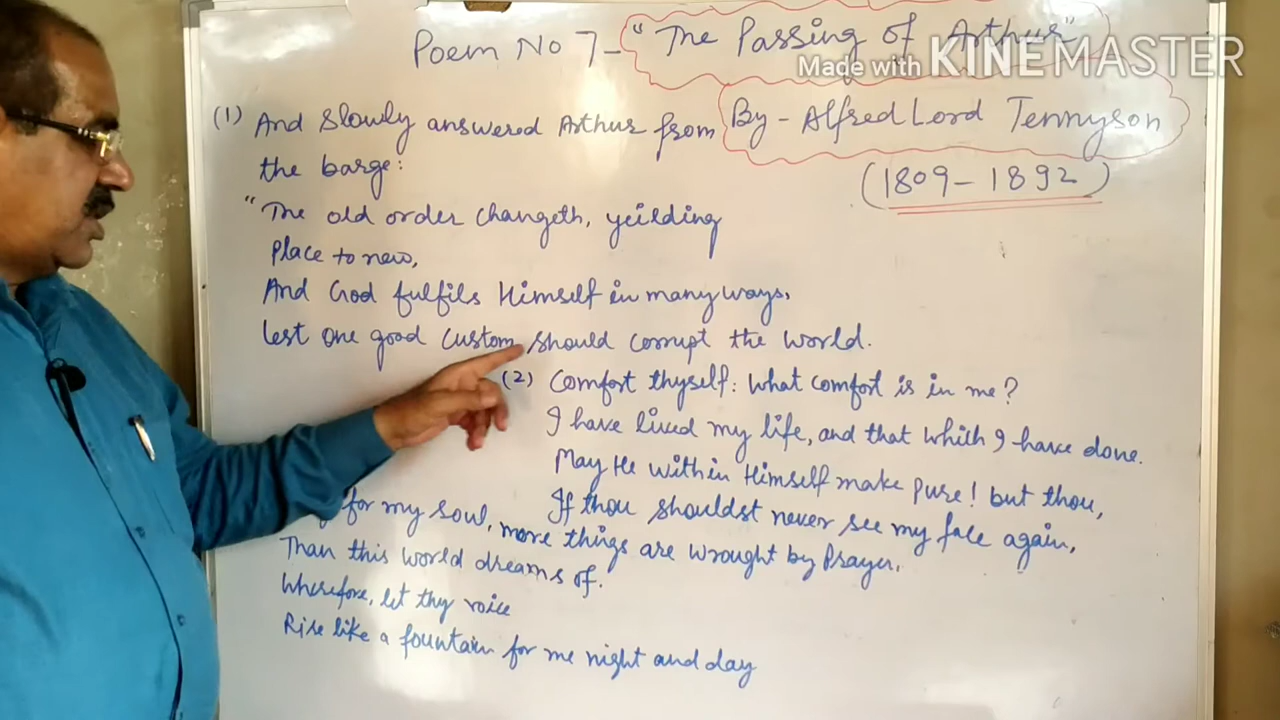 Poem No 7- "The Passing of Arthur"
Made with KINEMASTER
By - Alfred Lord Tennyson
(1809-1892)
(1) And slowly answered Arthur from
the barge:
"The old order changeth, yeilding
place to new,
And God fulfils Himself in many ways,
Lest one good custom should corrupt the world.
(2) Comfort thyself: What comfort is in me?
I have lived my life, and that which I have done.
May He within Himself make pure! but thou,
If thou shouldst never see my face again,
for my soul, more things are wrought by Prayer,
Than this world dreams of.
Wherefore, let thy voice
Rise like a fountain for me night and day